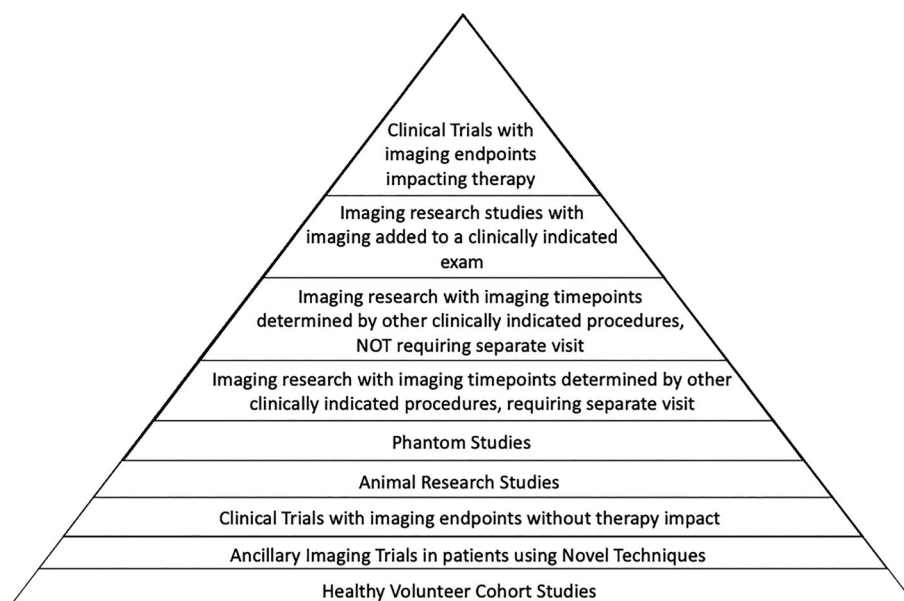 Clinical Trials with
imaging endpoints
impacting therapy
Imaging research studies with
imaging added to a clinically indicated
exam
Imaging research with imaging timepoints
determined by other clinically indicated procedures,
NOT requiring separate visit
Imaging research with imaging timepoints determined by other
clinically indicated procedures, requiring separate visit
Phantom Studies
Animal Research Studies
Clinical Trials with imaging endpoints without therapy impact
Ancillary Imaging Trials in patients using Novel Techniques
Healthy Volunteer Cohort Studies